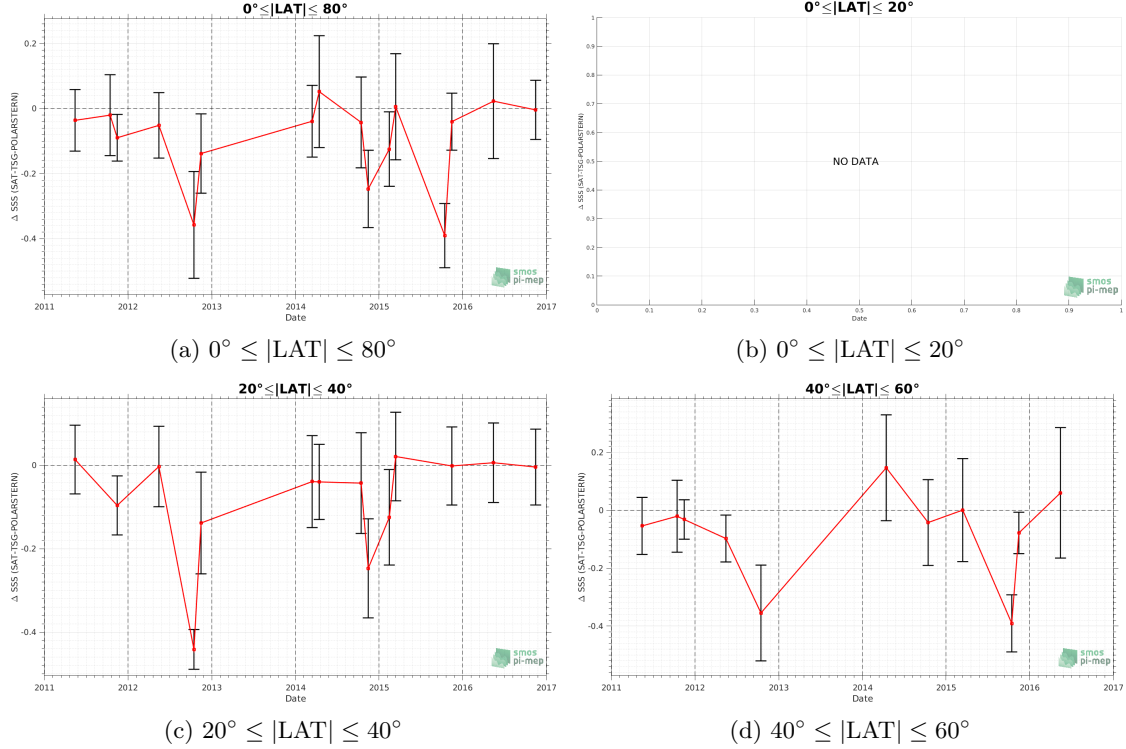 0°≤|LAT|≤ 80°
Δ SSS (SAT-TSG-POLARSTERN)
0.2
0
-0.2
-0.4
2011 2012 2013 2014 2015 2016 2017
Date
smos
pi-mep
(a) 0° ≤ |LAT| ≤ 80°
0°≤|LAT|≤ 20°
Δ SSS (SAT-TSG-POLARSTERN)
1
0.9
0.8
0.7
0.6
0.5
0.4
0.3
0.2
0.1
0
NO DATA
0 0.1 0.2 0.3 0.4 0.5 0.6 0.7 0.8 0.9 1
Date
smos
pi-mep
(b) 0° ≤ |LAT| ≤ 20°
20°≤|LAT|≤ 40°
Δ SSS (SAT-TSG-POLARSTERN)
0
-0.2
-0.4
2011 2012 2013 2014 2015 2016 2017
Date
smos
pi-mep
(c) 20° ≤ |LAT| ≤ 40°
40°≤|LAT|≤ 60°
Δ SSS (SAT-TSG-POLARSTERN)
0.2
0
-0.2
-0.4
2011 2012 2013 2014 2015 2016 2017
Date
smos
pi-mep
(d) 40° ≤ |LAT| ≤ 60°